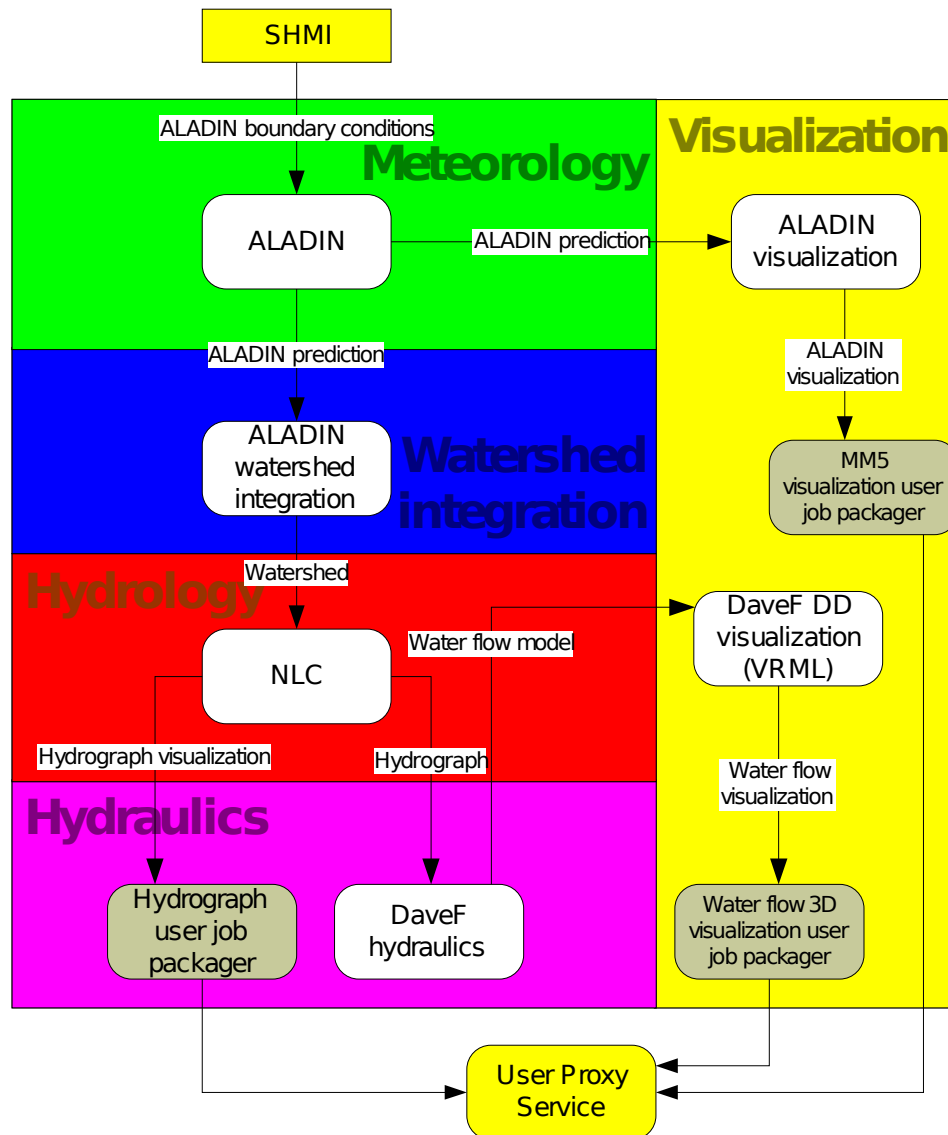 SHMI
ALADIN boundary conditions
Meteorology
Visualization
ALADIN
ALADIN prediction
ALADIN
visualization
ALADIN prediction
ALADIN
visualization
ALADIN
watershed
integration
Watershed
integration
MM5
visualization user
job packager
Watershed
Hydrology
NLC
Water flow model
DaveF DD
visualization
(VRML)
Hydrograph visualization
Hydrograph
Water flow
visualization
Hydraulics
Hydrograph
user job
packager
DaveF
hydraulics
Water flow 3D
visualization user
job packager
User Proxy
Service